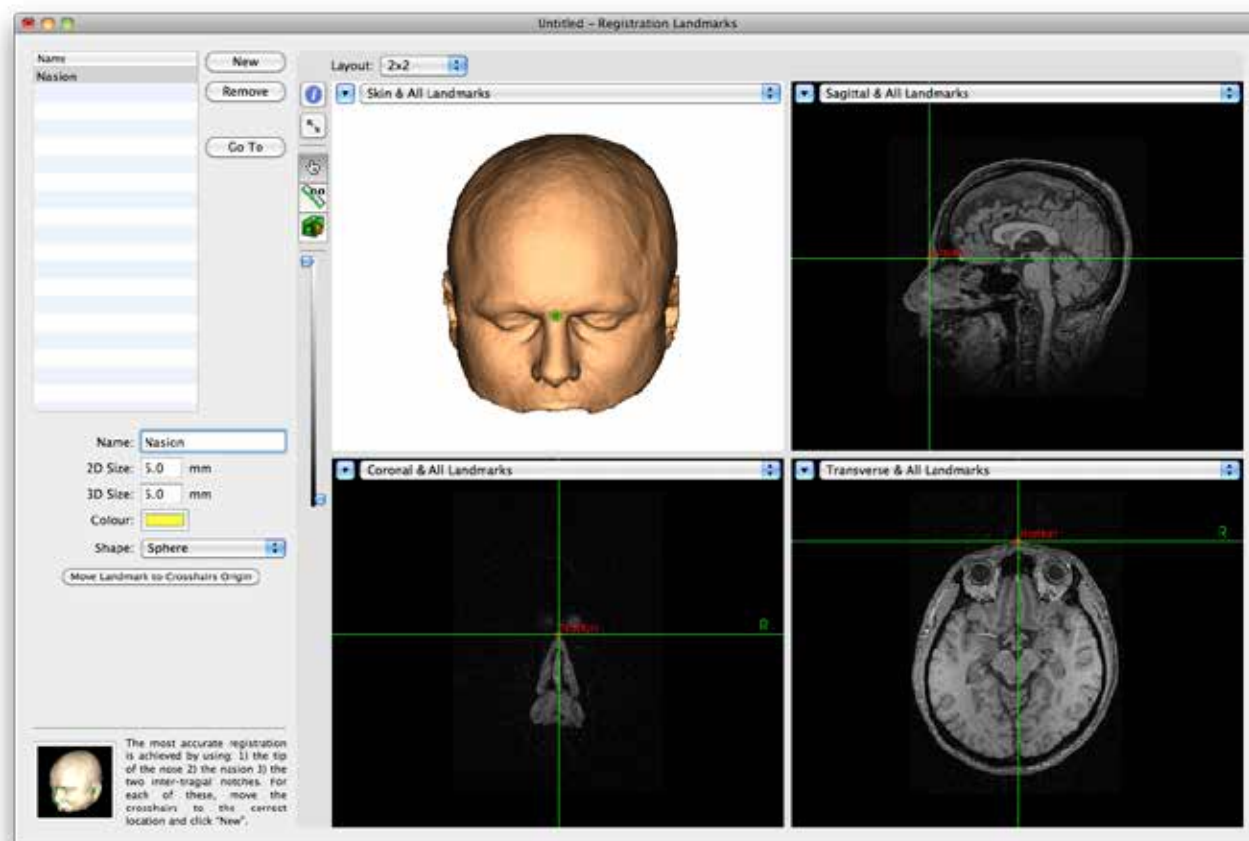 Untitled – Registration Landmarks
Name
Nasion
New
Remove
Go To
Layout: 2x2
Skin & All Landmarks
Sagittal & All Landmarks
Coronal & All Landmarks
R
Transverse & All Landmarks
R
Name: Nasion
2D Size: 5.0 mm
3D Size: 5.0 mm
Colour:
Shape: Sphere
Move Landmark to Crosshairs Origin
The most accurate registration
is achieved by using: 1) the tip
of the nose 2) the nasion 3) the
two inter-tragial notches. For
each of these, move the
crosshairs to the correct
location and click "New".